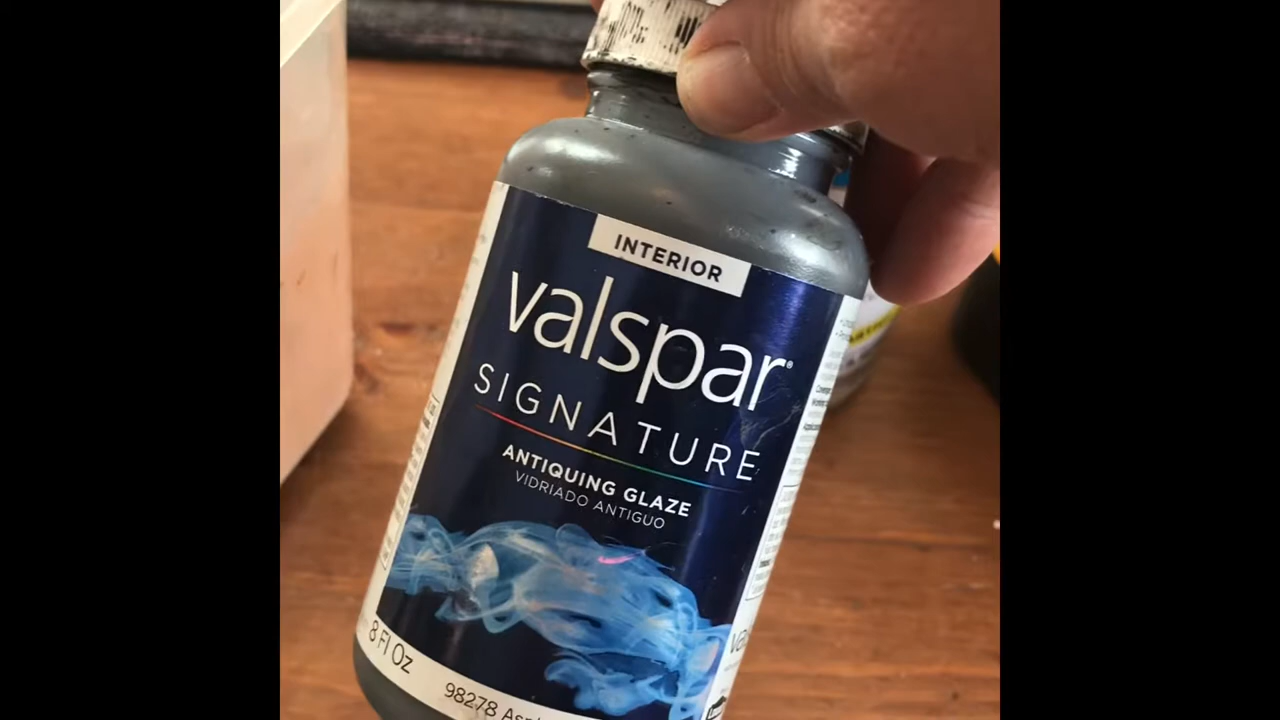 INTERIOR
valspar®
SIGNATURE
ANTIQUING GLAZE
VIDRIADO ANTIGUO
8 Fl Oz
98278